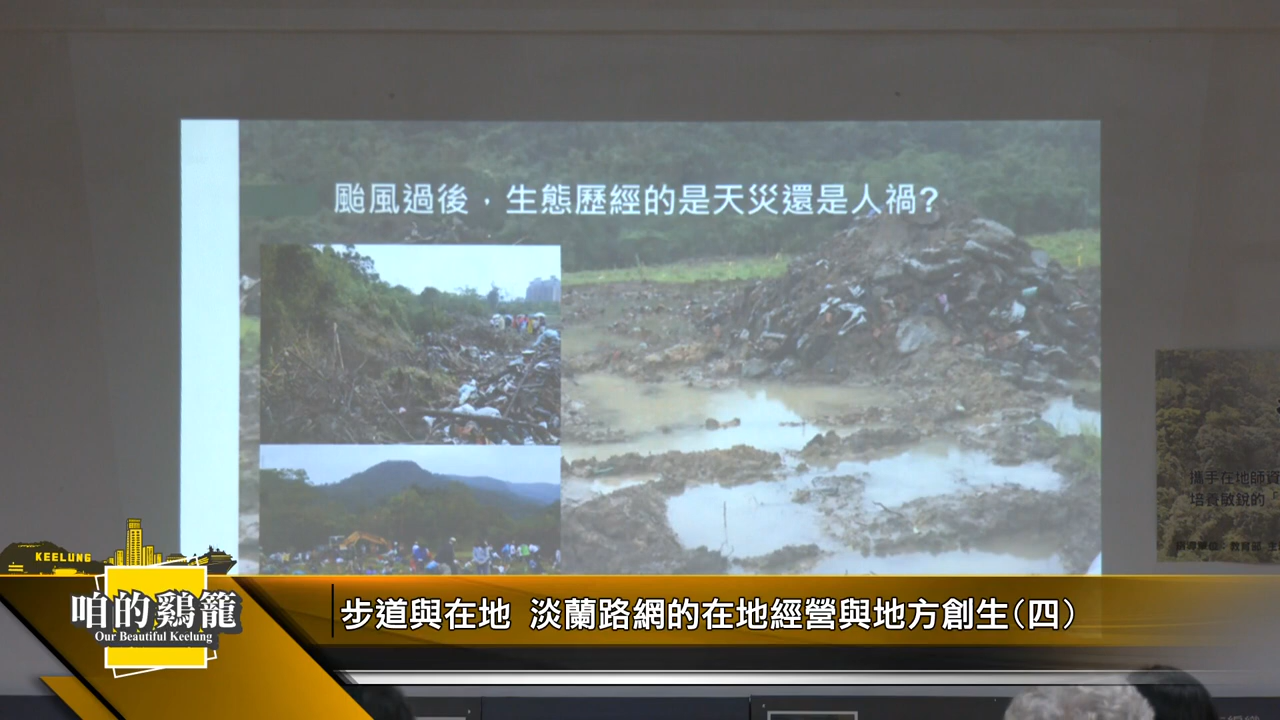 颱風過後,生態歷經的是天災還是人禍?
攜手在地師資
培養敏銳的
KEELUNG
咱的鷄籠
Our Beautiful Keelung
步道與在地 淡蘭路網的在地經營與地方創生(四)